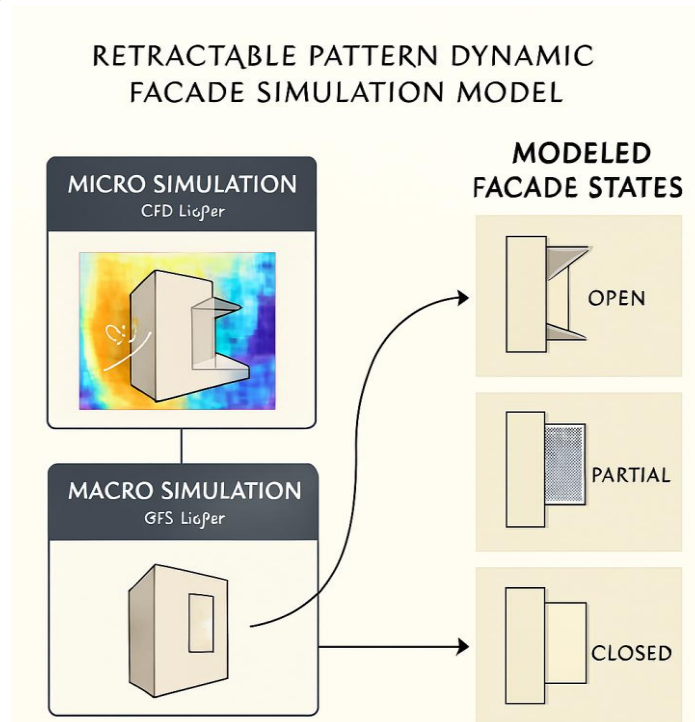 RETRACTABLE PATTERN DYNAMIC
FACADE SIMULATION MODEL
MICRO SIMULATION
CFD
MACRO SIMULATION
GFS
MODELED
FACADE STATES
OPEN
PARTIAL
CLOSED